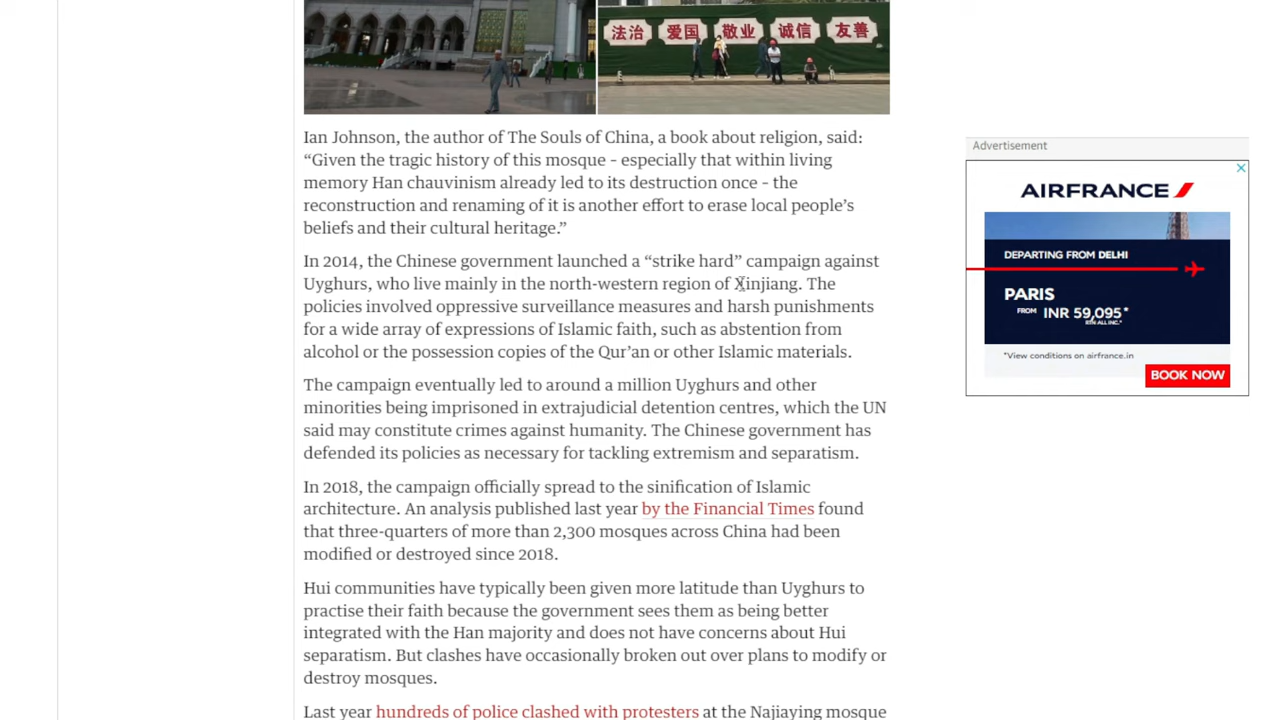 法治 爱国 敬业 诚信 友善
Ian Johnson, the author of The Souls of China, a book about religion, said:
“Given the tragic history of this mosque – especially that within living
memory Han chauvinism already led to its destruction once – the
reconstruction and renaming of it is another effort to erase local people’s
beliefs and their cultural heritage.”
In 2014, the Chinese government launched a “strike hard” campaign against
Uyghurs, who live mainly in the north-western region of Xinjiang. The
policies involved oppressive surveillance measures and harsh punishments
for a wide array of expressions of Islamic faith, such as abstention from
alcohol or the possession copies of the Qur’an or other Islamic materials.
The campaign eventually led to around a million Uyghurs and other
minorities being imprisoned in extrajudicial detention centres, which the UN
said may constitute crimes against humanity. The Chinese government has
defended its policies as necessary for tackling extremism and separatism.
In 2018, the campaign officially spread to the sinification of Islamic
architecture. An analysis published last year by the Financial Times found
that three-quarters of more than 2,300 mosques across China had been
modified or destroyed since 2018.
Hui communities have typically been given more latitude than Uyghurs to
practise their faith because the government sees them as being better
integrated with the Han majority and does not have concerns about Hui
separatism. But clashes have occasionally broken out over plans to modify or
destroy mosques.
Last year hundreds of police clashed with protesters at the Najiaying mosque
Advertisement
AIRFRANCE
DEPARTING FROM DELHI
PARIS
FROM INR 59,095*
RTN ALL INC.*
*View conditions on airfrance.in
BOOK NOW